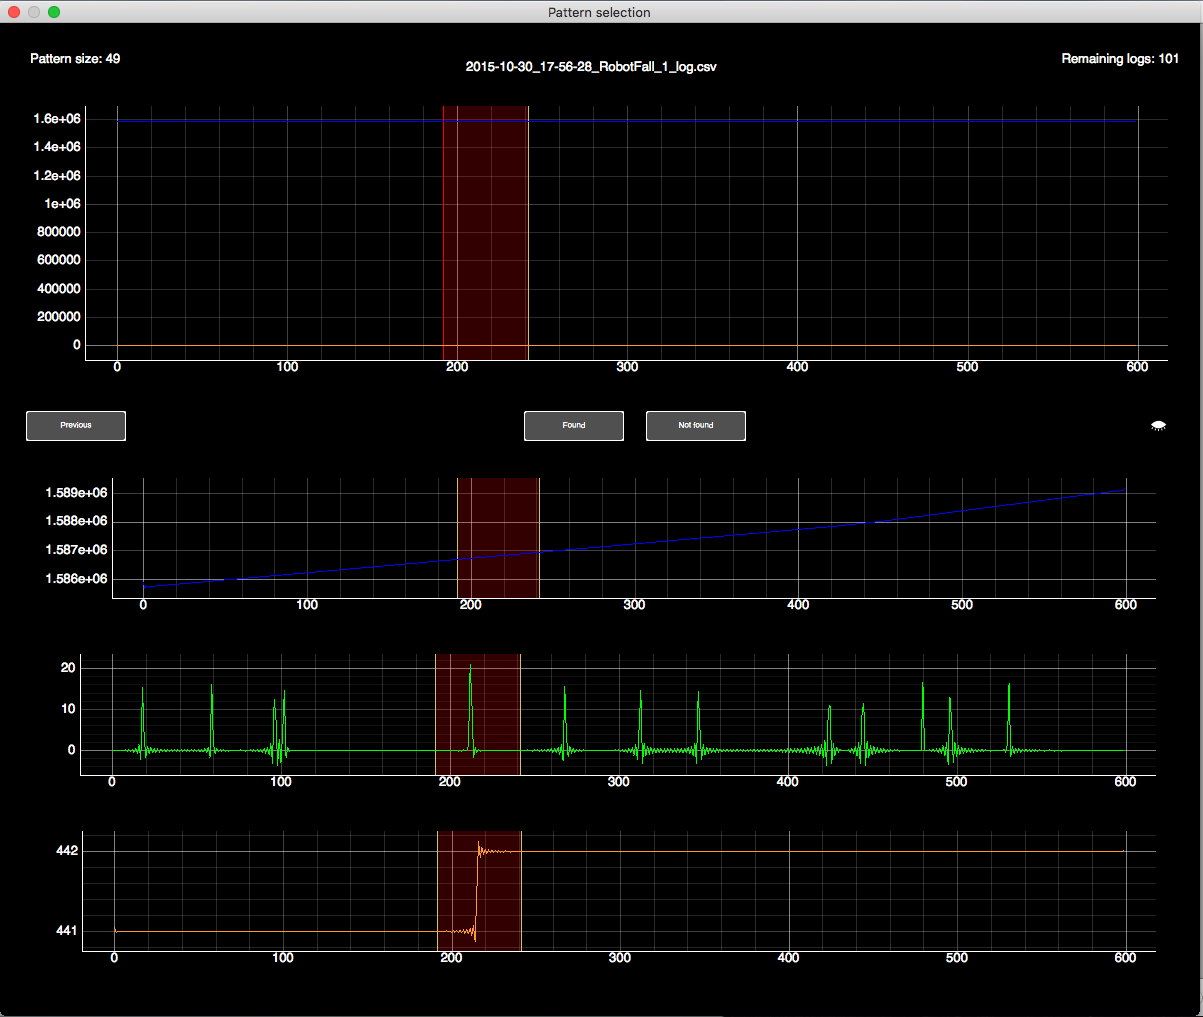 Pattern selection
Pattern size: 49
2015-10-30_17-56-28_RobotFall_1_log.csv
Remaining logs: 101
1.6e+06
1.4e+06
1.2e+06
1e+06
800000
600000
400000
200000
0
0 100 200 300 400 500 600
Previous
Found
Not found
1.589e+06
1.588e+06
1.587e+06
1.586e+06
0 100 200 300 400 500 600
20
10
0
0 100 200 300 400 500 600
442
441
0 100 200 300 400 500 600